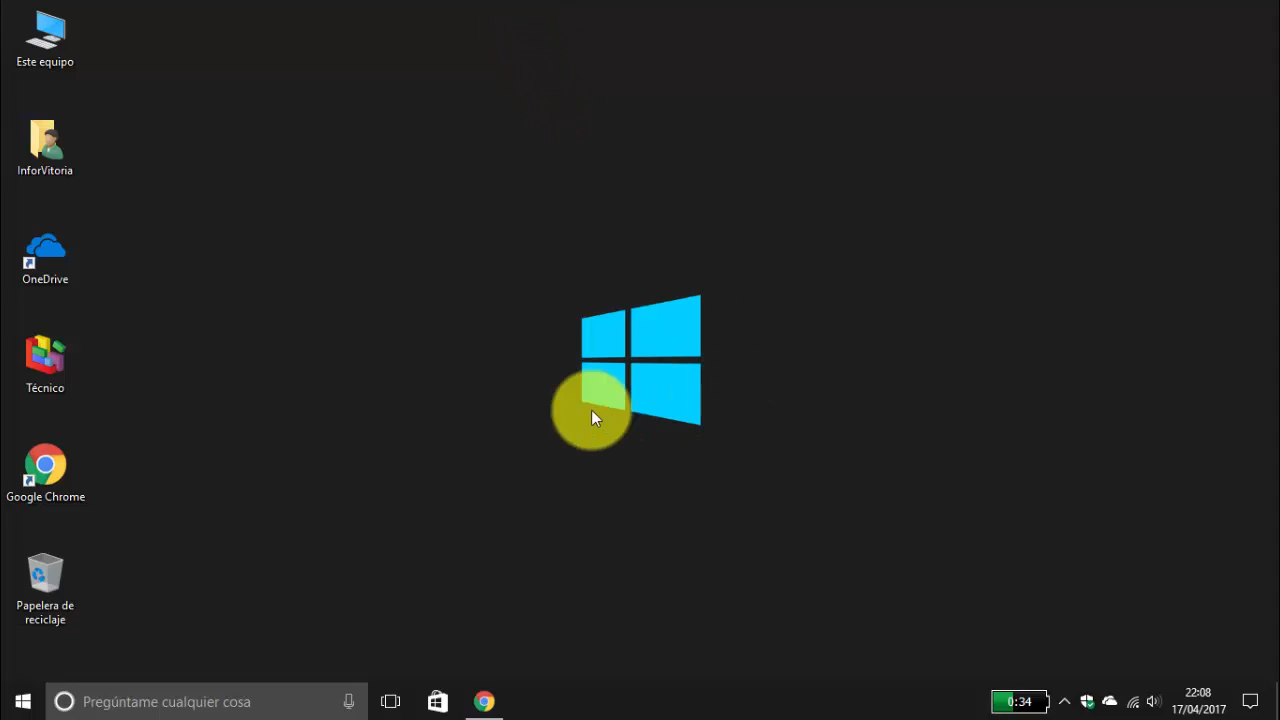 Este equipo
InforVitoria
OneDrive
Técnico
Google Chrome
Papelera de
reciclaje
Pregúntame cualquier cosa
0:34
22:08
17/04/2017